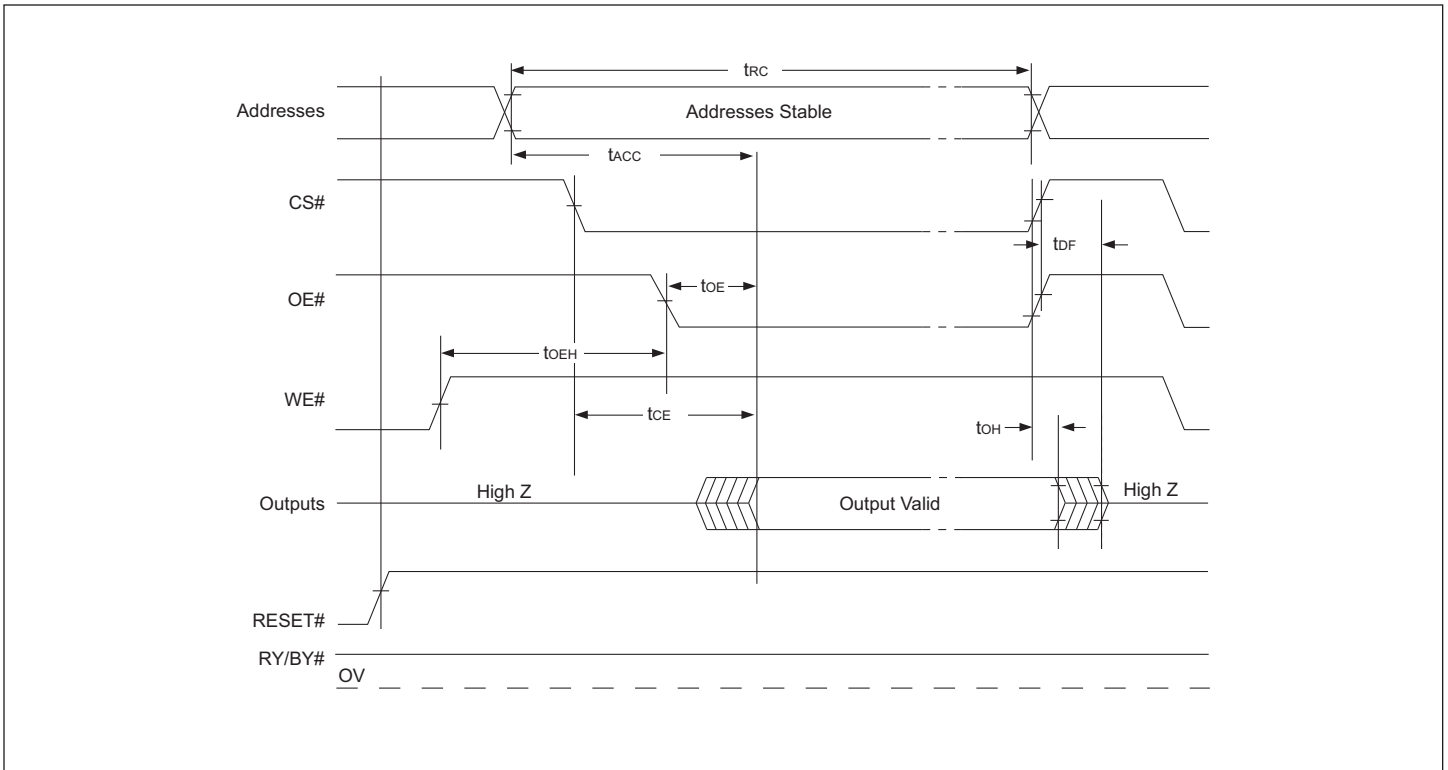 tRC
Addresses
Addresses Stable
tACC
CS#
tDF
OE#
tOE
tOEH
WE#
tCE
tOH
Outputs
High Z
Output Valid
High Z
RESET#
RY/BY#
OV